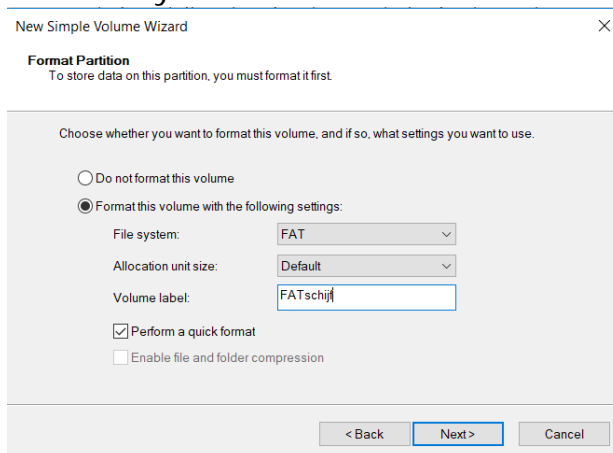 New Simple Volume Wizard
Format Partition
To store data on this partition, you must format it first.
Choose whether you want to format this volume, and if so, what settings you want to use.
Do not format this volume
Format this volume with the following settings:
File system: FAT
Allocation unit size: Default
Volume label: FATschijf
Perform a quick format
Enable file and folder compression
< Back Next > Cancel